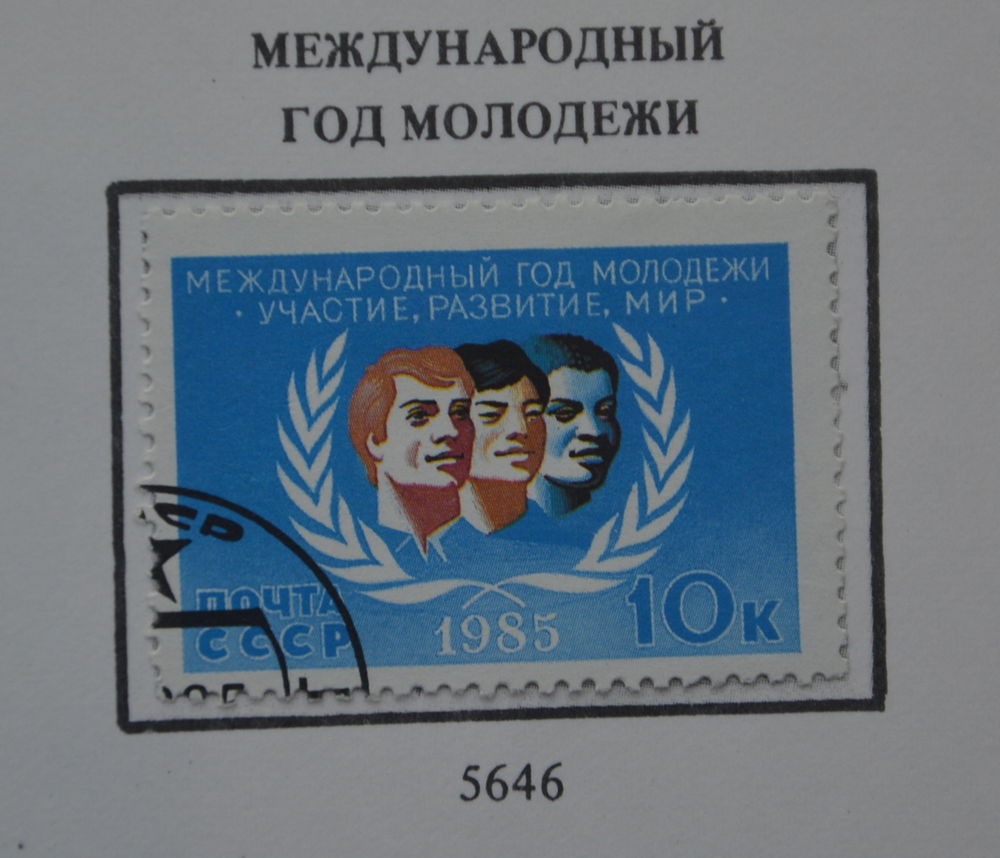 МЕЖДУНАРОДНЫЙ
ГОД МОЛОДЕЖИ
МЕЖДУНАРОДНЫЙ ГОД МОЛОДЕЖИ
· УЧАСТИЕ, РАЗВИТИЕ, МИР ·
ПОЧТА
СССР
1985
10к
5646